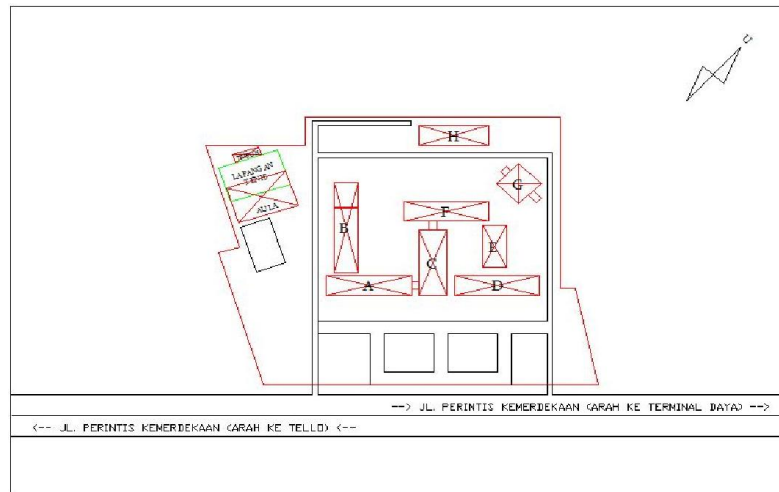 U
H
LAPANGAN
G
AULA
B
F
E
C
A
D
--> JL. PERINTIS KEMERDEKAAN (ARAH KE TERMINAL DAYA) -->
<-- JL. PERINTIS KEMERDEKAAN (ARAH KE TELLO) <--